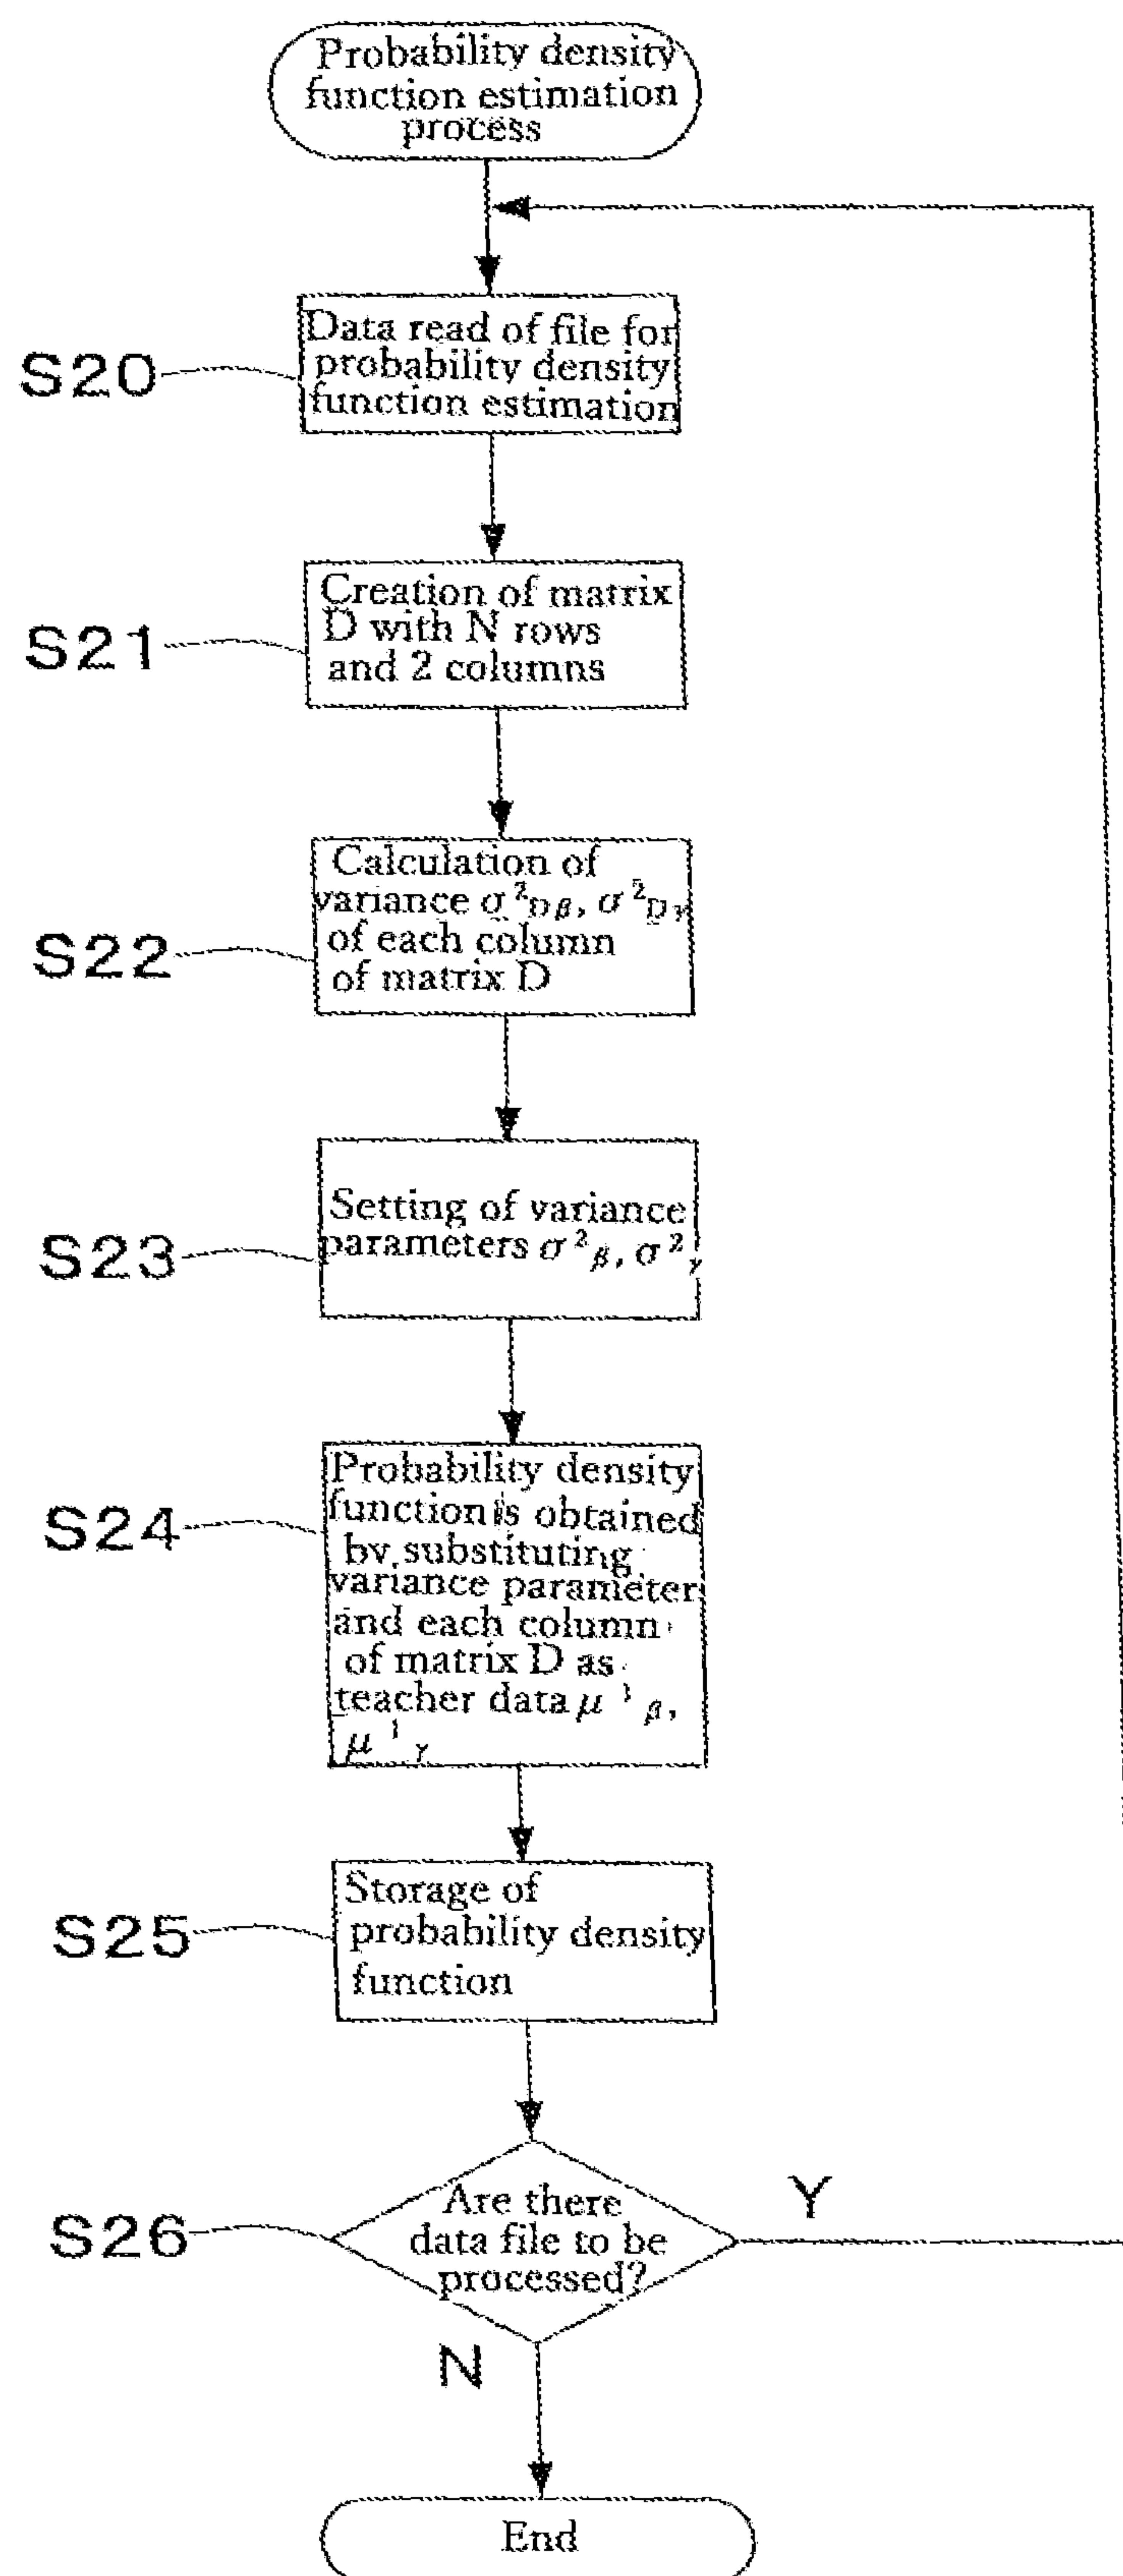 Probability density
function estimation
process
S20
Data read of file for
probability density
function estimation
S21
Creation of matrix
D with N rows
and 2 columns
S22
Calculation of
variance σ²Dβ, σ²Dγ
of each column
of matrix D
S23
Setting of variance
parameters σ²β, σ²γ
S24
Probability density
function is obtained
by substituting
variance parameter
and each column
of matrix D as
teacher data μ β,
μ γ
S25
Storage of
probability density
function
S26
Are there
data file to be
processed?
Y
N
End